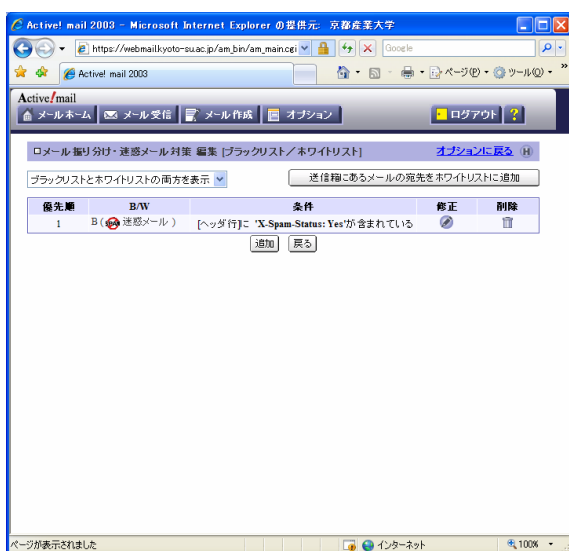 Active! mail 2003 - Microsoft Internet Explorer の提供元: 京都産業大学
https://webmail.kyoto-su.ac.jp/am_bin/am_main.cgi
Google
Active! mail 2003
ページ(P) ツール(O)
Active!mail
メールホーム メール受信 メール作成 オプション ログアウト ?
ロメール振り分け・迷惑メール対策 編集 [ブラックリスト/ホワイトリスト] オプションに戻る H
ブラックリストとホワイトリストの両方を表示 送信箱にあるメールの宛先をホワイトリストに追加
優先順 B/W 条件 修正 削除
1 B ( 迷惑メール ) [ヘッダ行]に 'X-Spam-Status: Yes'が含まれている
追加 戻る
ページが表示されました インターネット 100%